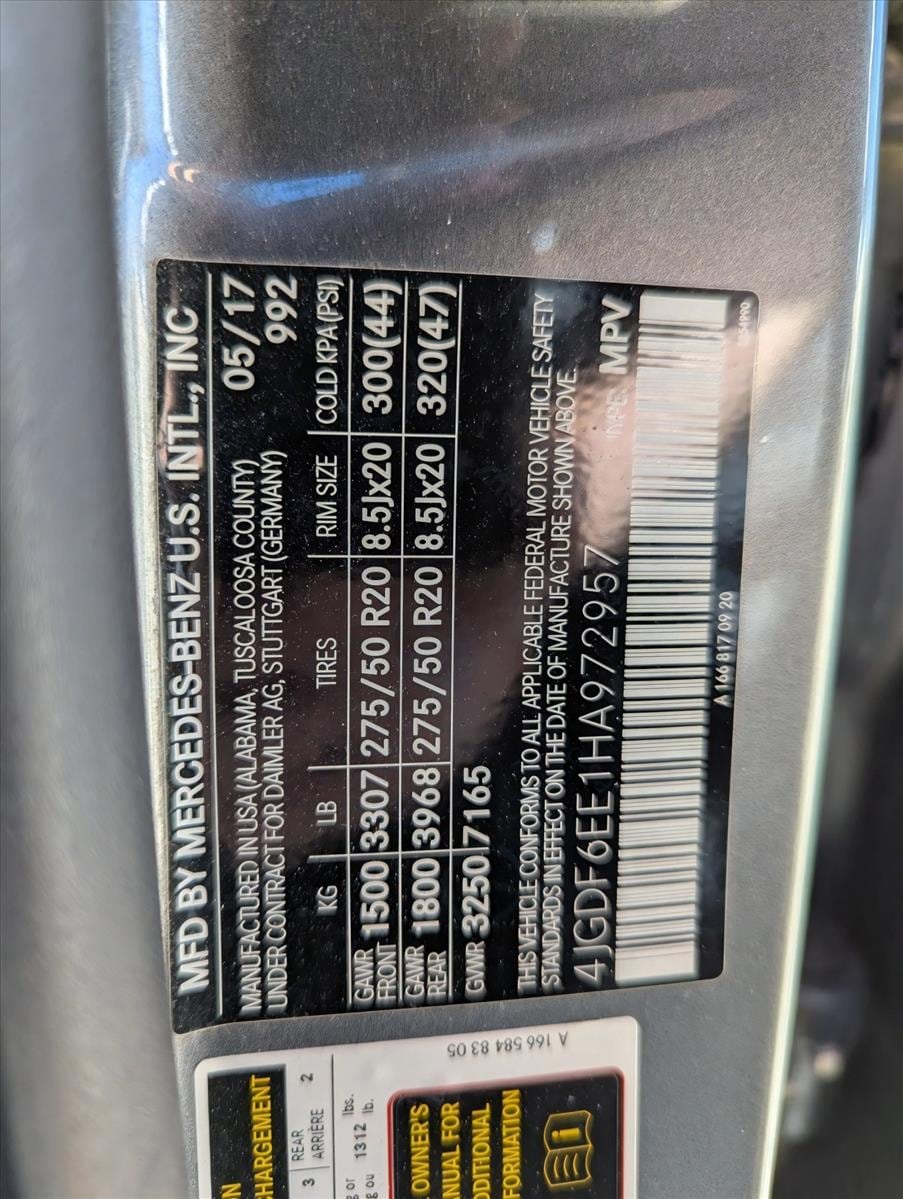 MFD BY MERCEDES-BENZ U.S. INTL., INC
MANUFACTURED IN USA (ALABAMA, TUSCALOOSA COUNTY) 05/17
UNDER CONTRACT FOR DAIMLER AG, STUTTGART (GERMANY) 992
KG LB TIRES RIM SIZE COLD KPA (PSI)
GAWR FRONT 1500 3307 275/50 R20 8.5Jx20 300(44)
GAWR REAR 1800 3968 275/50 R20 8.5Jx20 320(47)
GVWR 3250 7165
THIS VEHICLE CONFORMS TO ALL APPLICABLE FEDERAL MOTOR VEHICLE SAFETY
STANDARDS IN EFFECT ON THE DATE OF MANUFACTURE SHOWN ABOVE.
4JGDF6EE1HA972957 TYPE: MPV
A 166 817 09 20
A 166 584 83 05
CHARGEMENT
3 REAR 2
ARRIÈRE
lbs.
ou 1312 lb.
OWNER'S
FOR